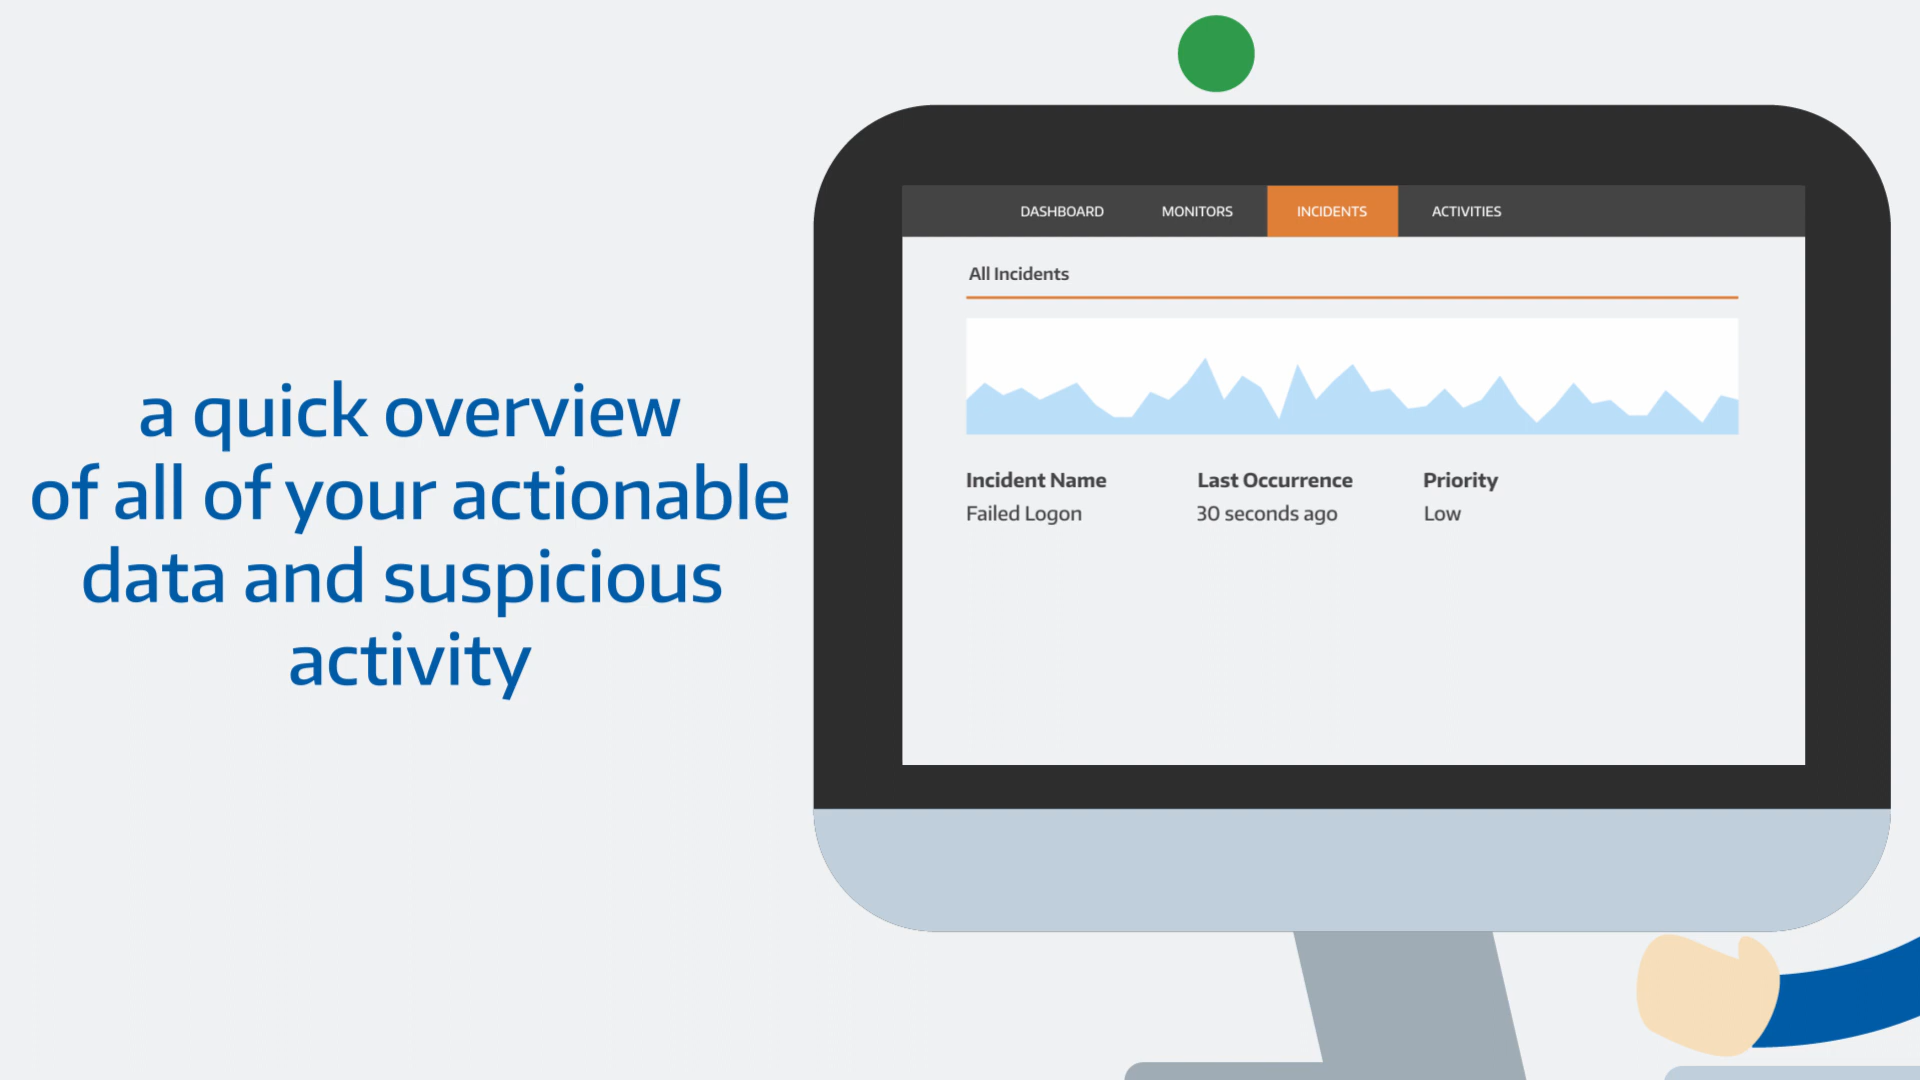 a quick overview
of all of your actionable
data and suspicious
activity
DASHBOARD MONITORS INCIDENTS ACTIVITIES
All Incidents
Incident Name Last Occurrence Priority
Failed Logon 30 seconds ago Low